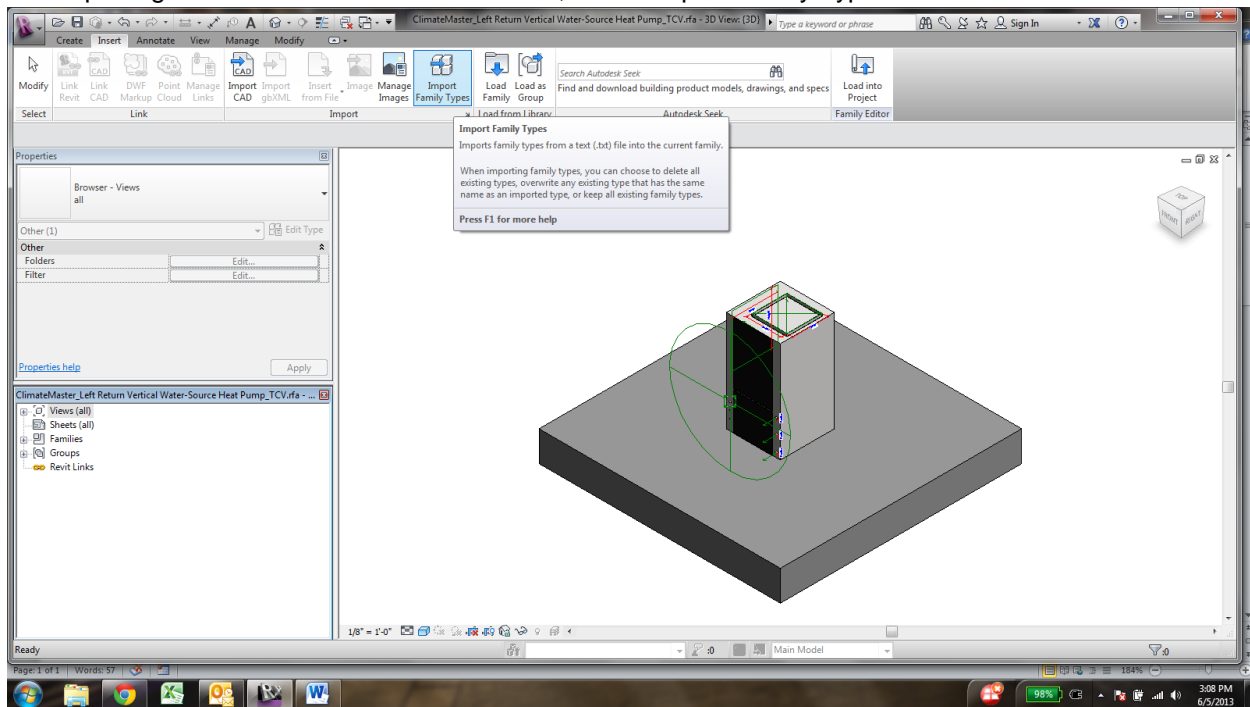 ClimateMaster_Left Return Vertical Water-Source Heat Pump_TCV.rfa - 3D View: {3D}
Type a keyword or phrase
Sign In
Create Insert Annotate View Manage Modify
Modify
Link Revit
Link CAD
DWF Markup
Point Cloud
Manage Links
Import CAD
Import gbXML
Insert from File
Image
Manage Images
Import Family Types
Load Family
Load as Group
Search Autodesk Seek
Find and download building product models, drawings, and specs
Load into Project
Select
Link
Import
Load from Library
Autodesk Seek
Family Editor
Import Family Types
Imports family types from a text (.txt) file into the current family.
When importing family types, you can choose to delete all
existing types, overwrite any existing type that has the same
name as an imported type, or keep all existing family types.
Press F1 for more help
Properties
Browser - Views
all
Other (1)
Edit Type
Other
Folders
Edit...
Filter
Edit...
Properties help
Apply
ClimateMaster_Left Return Vertical Water-Source Heat Pump_TCV.rfa - ...
Views (all)
Sheets (all)
Families
Groups
Revit Links
TOP
FRONT
RIGHT
1/8" = 1'-0"
Ready
:0
Main Model
:0
Page: 1 of 1
Words: 57
184%
98%
3:08 PM
6/5/2013